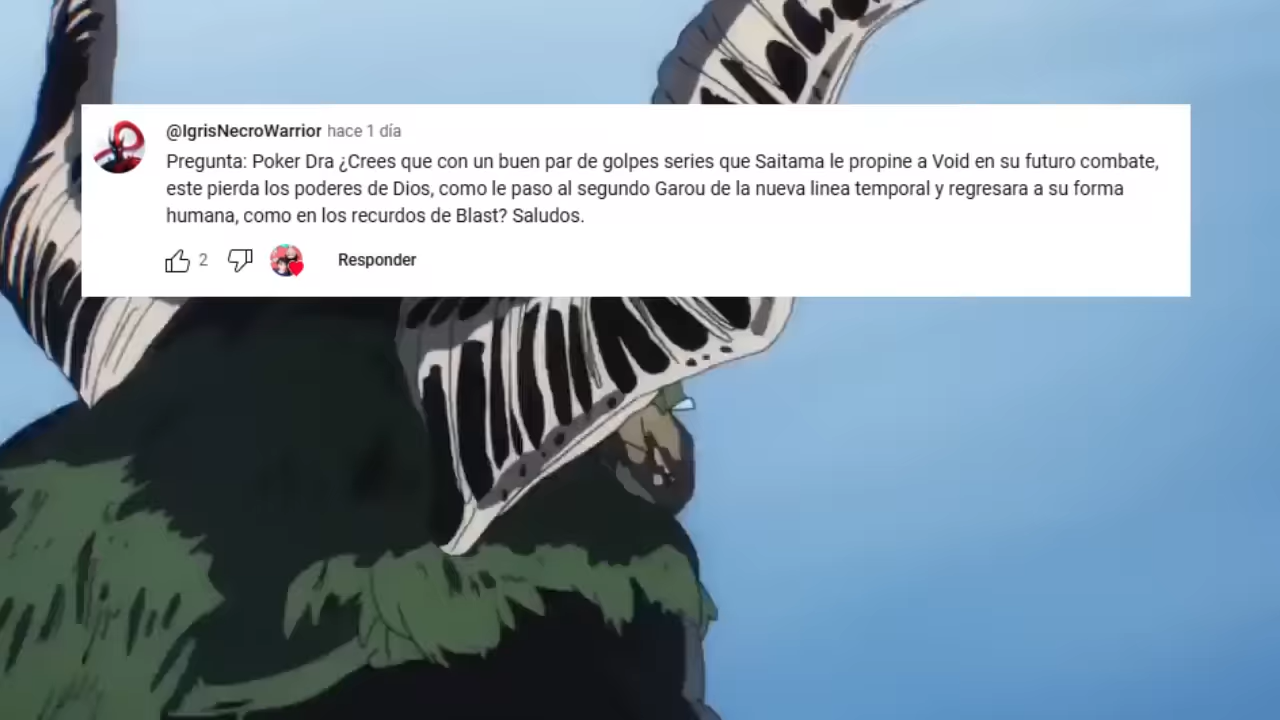 @IgrisNecroWarrior hace 1 día
Pregunta: Poker Dra ¿Crees que con un buen par de golpes series que Saitama le propine a Void en su futuro combate,
este pierda los poderes de Dios, como le paso al segundo Garou de la nueva linea temporal y regresara a su forma
humana, como en los recurdos de Blast? Saludos.
2 Responder